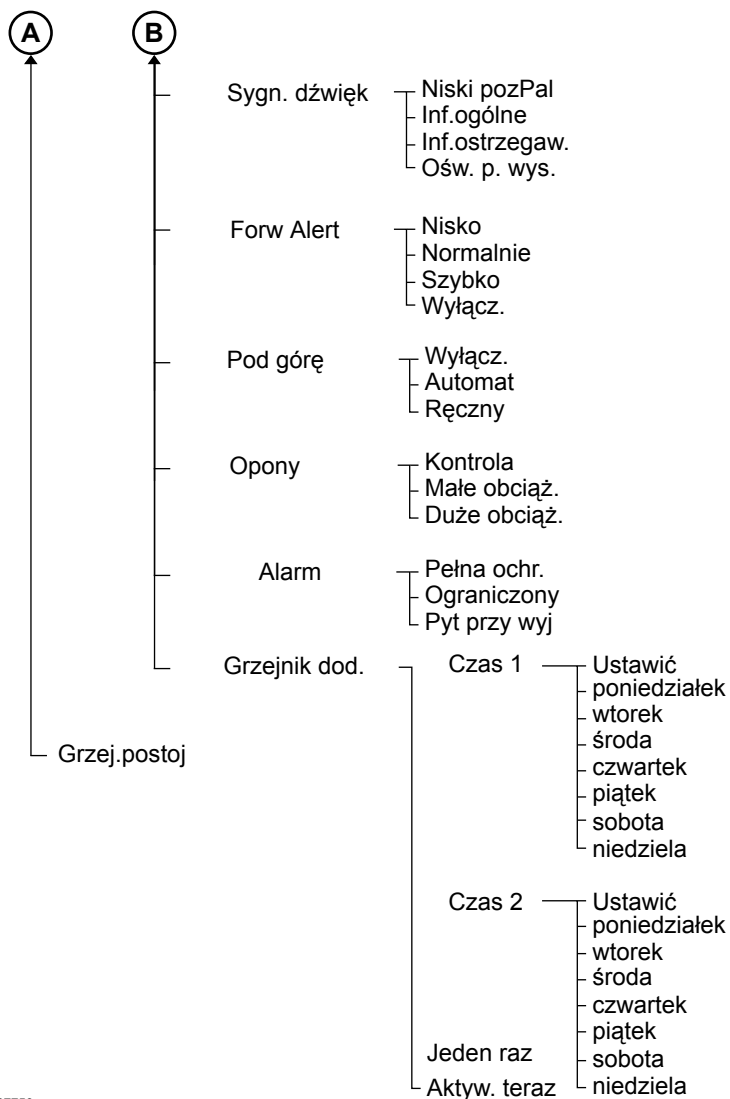 A
B
Sygn. dźwięk
Niski pozPal
Inf.ogólne
Inf.ostrzegaw.
Ośw. p. wys.
Forw Alert
Nisko
Normalnie
Szybko
Wyłącz.
Pod górę
Wyłącz.
Automat
Ręczny
Opony
Kontrola
Małe obciąż.
Duże obciąż.
Alarm
Pełna ochr.
Ograniczony
Pyt przy wyj
Grzejnik dod.
Czas 1
Ustawić
poniedziałek
wtorek
środa
czwartek
piątek
sobota
niedziela
Grzej.postoj
Czas 2
Ustawić
poniedziałek
wtorek
środa
czwartek
piątek
sobota
niedziela
Jeden raz
Aktyw. teraz